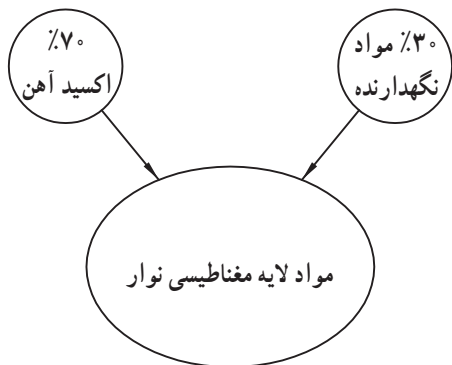 ٪۳۰ مواد
نگهدارنده
٪۷۰
اکسید آهن
مواد لایه مغناطیسی نوار